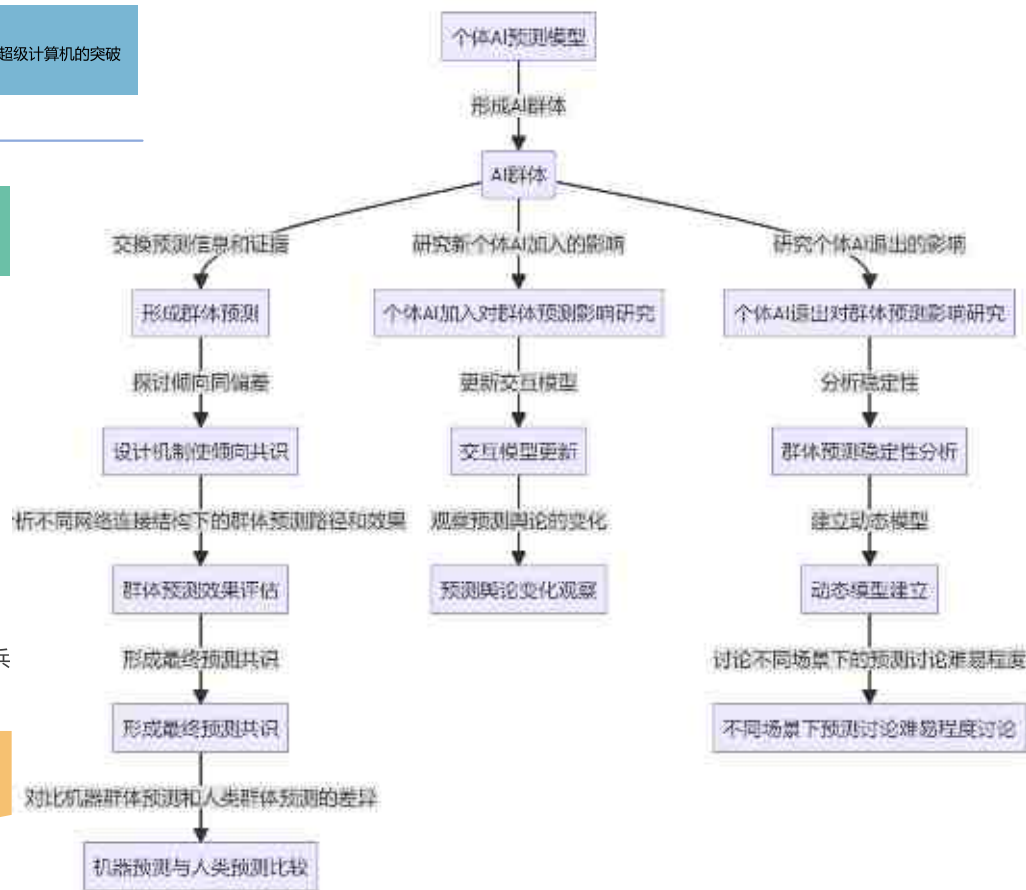 超级计算机的突破
个体AI预测模型
形成AI群体
AI群体
交换预测信息和证据
研究新个体AI加入的影响
研究个体AI退出的影响
形成群体预测
个体AI加入对群体预测影响研究
个体AI退出对群体预测影响研究
探讨倾向同偏差
更新交互模型
分析稳定性
设计机制使倾向共识
交互模型更新
群体预测稳定性分析
析不同网络连接结构下的群体预测路径和效果
观察预测舆论的变化
建立动态模型
群体预测效果评估
预测舆论变化观察
动态模型建立
兵
形成最终预测共识
讨论不同场景下的预测讨论难易程度
形成最终预测共识
不同场景下预测讨论难易程度讨论
对比机器群体预测和人类群体预测的差异
机器预测与人类预测比较